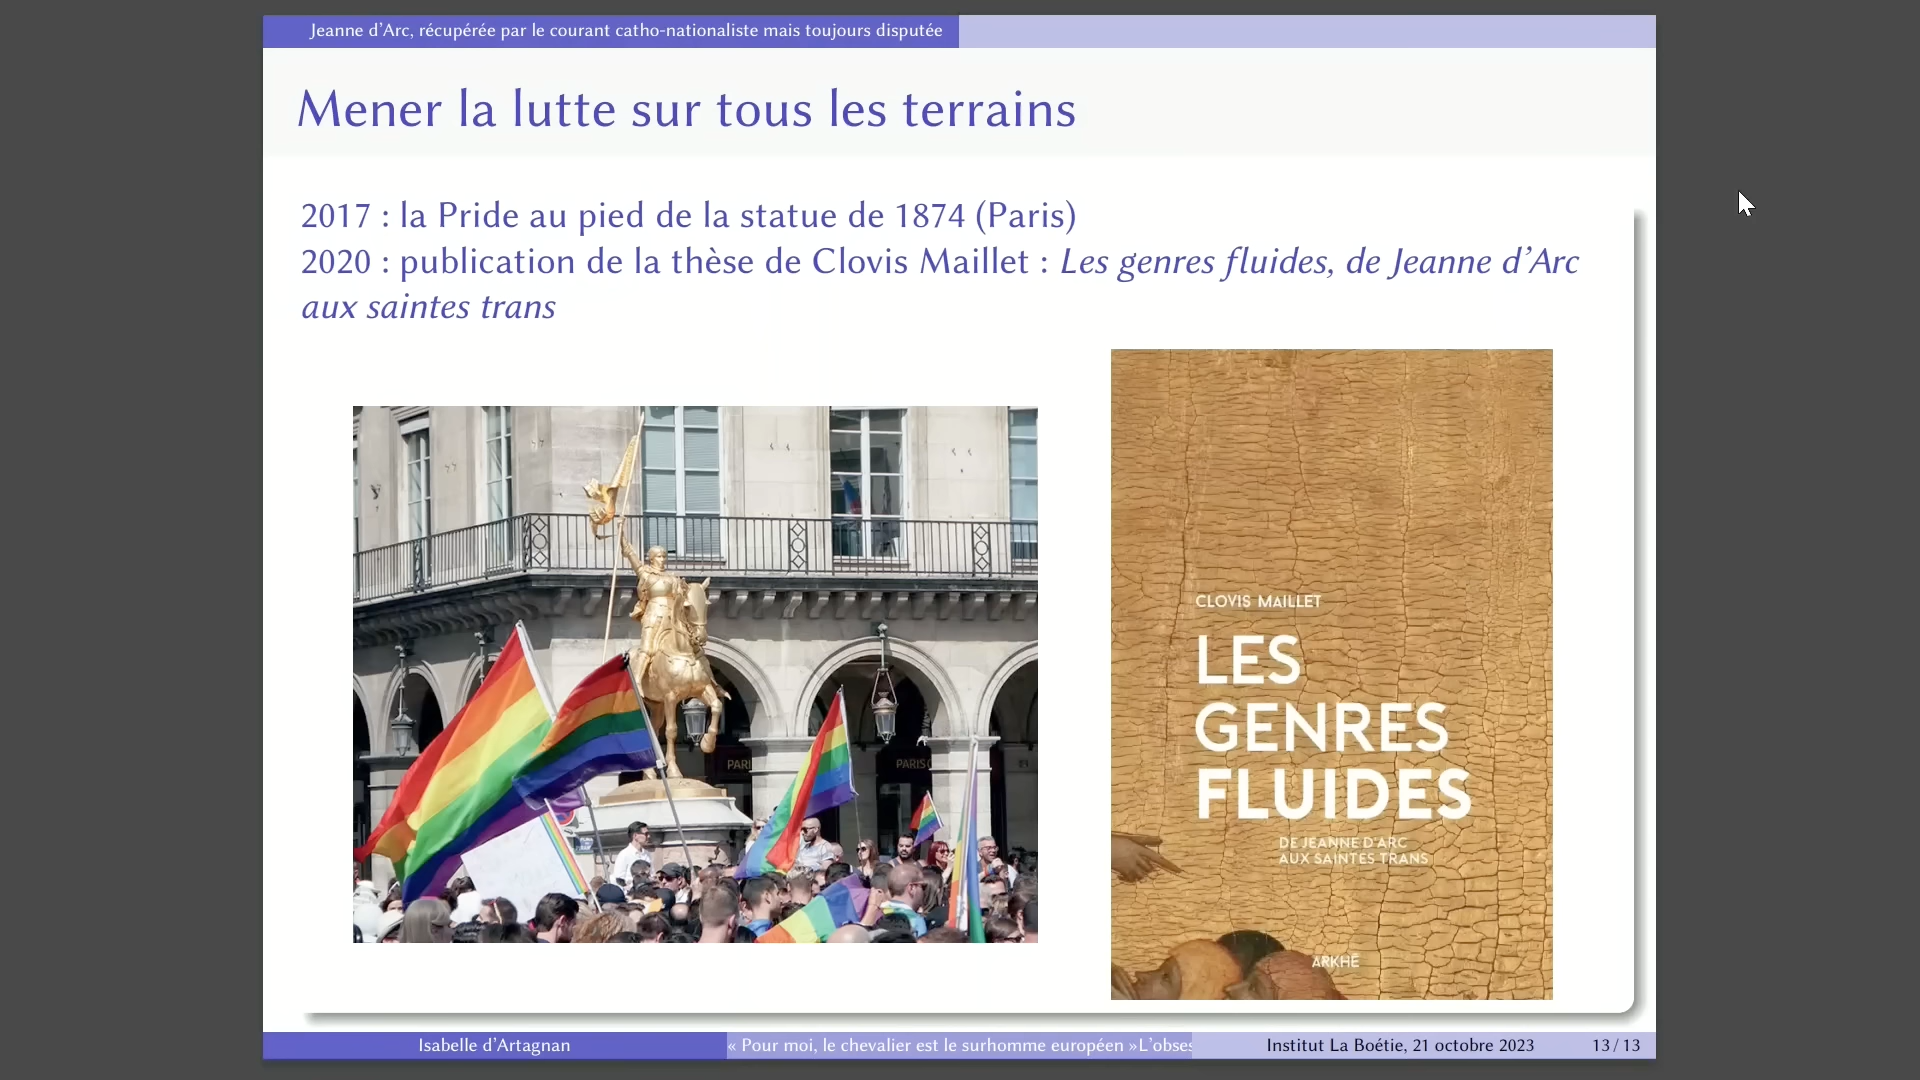 Jeanne d'Arc, récupérée par le courant catho-nationaliste mais toujours disputée
Mener la lutte sur tous les terrains
2017 : la Pride au pied de la statue de 1874 (Paris)
2020 : publication de la thèse de Clovis Maillet : Les genres fluides, de Jeanne d'Arc
aux saintes trans
PARI
PARIS
CLOVIS MAILLET
LES
GENRES
FLUIDES
DE JEANNE D'ARC
AUX SAINTES TRANS
ARKHÊ
Isabelle d'Artagnan
« Pour moi, le chevalier est le surhomme européen »L'obses
Institut La Boétie, 21 octobre 2023
13 / 13